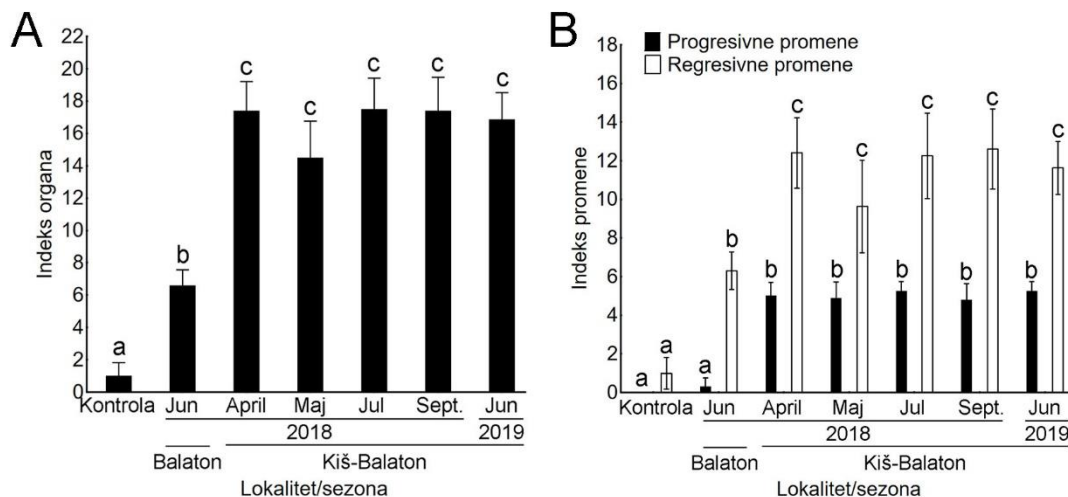 A
22
20
18
16
14
12
10
8
6
4
2
0
Indeks organa
a
b
c
c
c
c
c
Kontrola Jun April Maj Jul Sept. Jun
2018 2019
Balaton Kiš-Balaton
Lokalitet/sezona
B
Progresivne promene
Regresivne promene
18
16
14
12
10
8
6
4
2
0
Indeks promene
a a
a b
b c
b c
b c
b c
b c
Kontrola Jun April Maj Jul Sept. Jun
2018 2019
Balaton Kiš-Balaton
Lokalitet/sezona